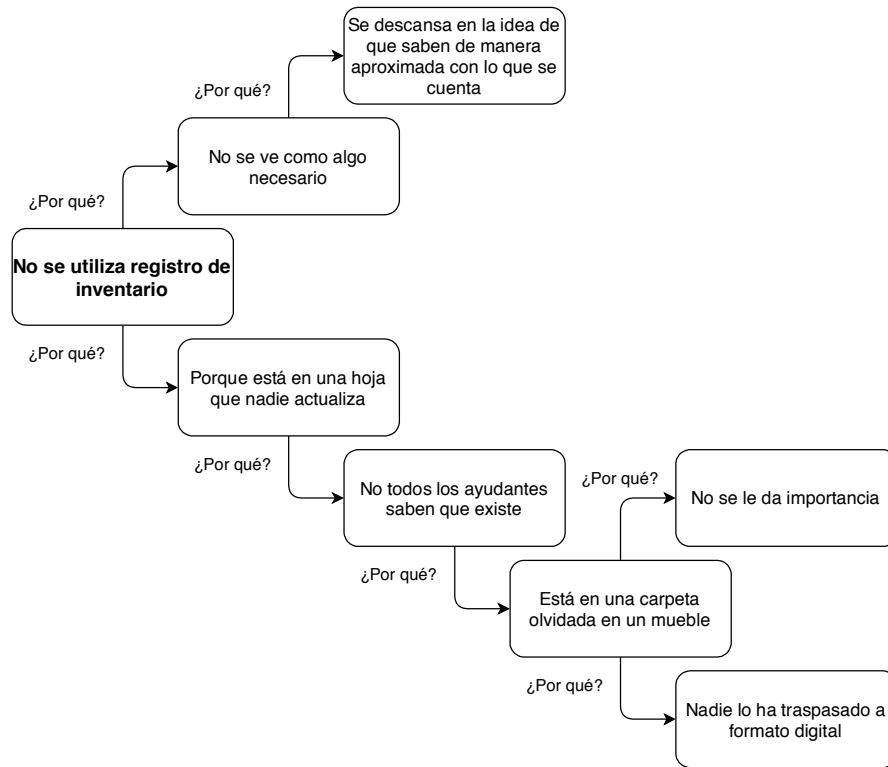 Se descansa en la idea de
que saben de manera
aproximada con lo que se
cuenta
¿Por qué?
No se ve como algo
necesario
¿Por qué?
No se utiliza registro de
inventario
¿Por qué?
Porque está en una hoja
que nadie actualiza
¿Por qué?
No todos los ayudantes
saben que existe
¿Por qué?
No se le da importancia
¿Por qué?
Está en una carpeta
olvidada en un mueble
¿Por qué?
Nadie lo ha traspasado a
formato digital